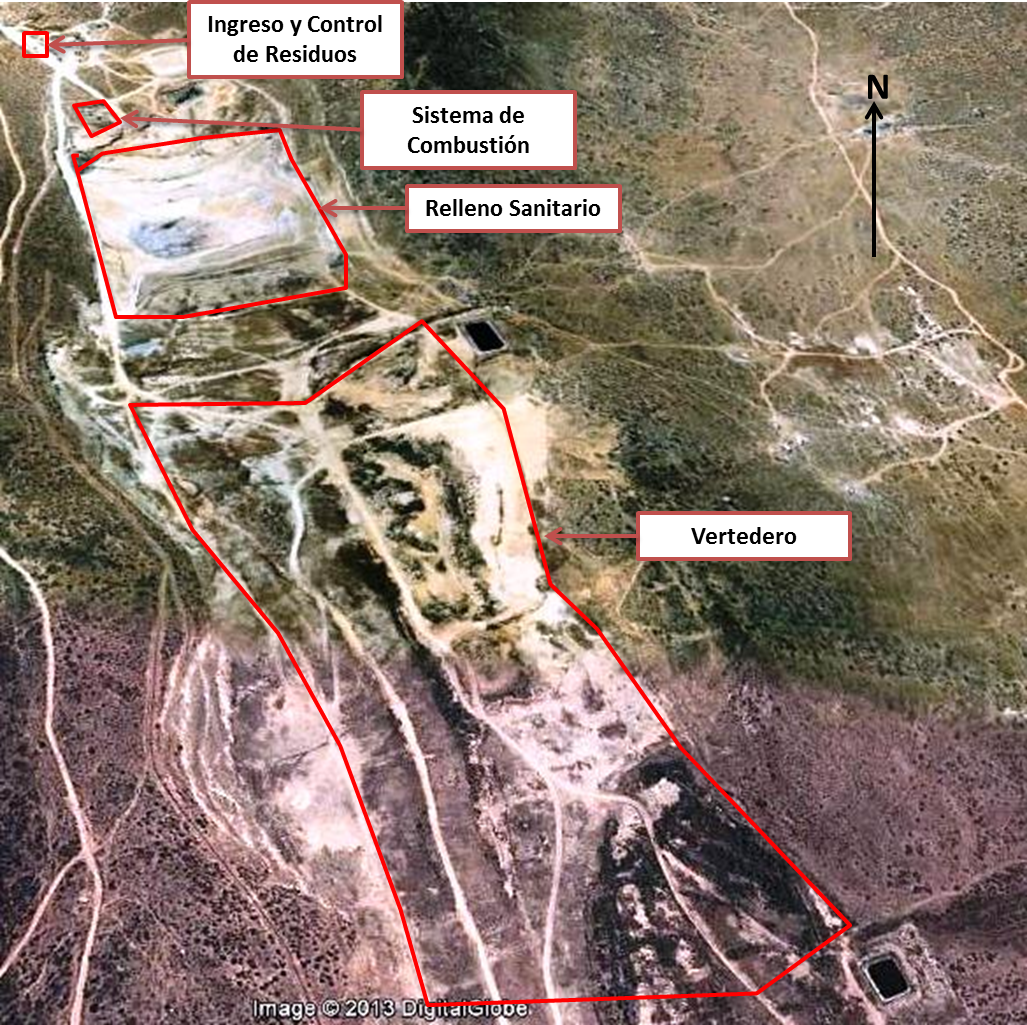 Ingreso y Control
de Residuos
N
Sistema de
Combustión
Relleno Sanitario
Vertedero
Image © 2013 DigitalGlobe